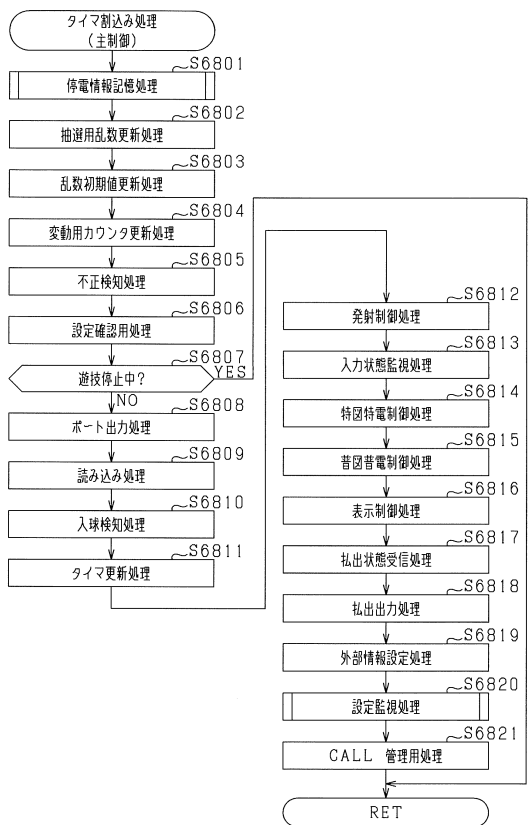 タイマ割込み処理
(主制御)
S6801
停電情報記憶処理
S6802
抽選用乱数更新処理
S6803
乱数初期値更新処理
S6804
変動用カウンタ更新処理
S6805
不正検知処理
S6806
設定確認用処理
S6807
遊技停止中?
YES
NO
S6808
ポート出力処理
S6809
読み込み処理
S6810
入球検知処理
S6811
タイマ更新処理
S6812
発射制御処理
S6813
入力状態監視処理
S6814
特図特電制御処理
S6815
普図普電制御処理
S6816
表示制御処理
S6817
払出状態受信処理
S6818
払出出力処理
S6819
外部情報設定処理
S6820
設定監視処理
S6821
CALL 管理用処理
RET